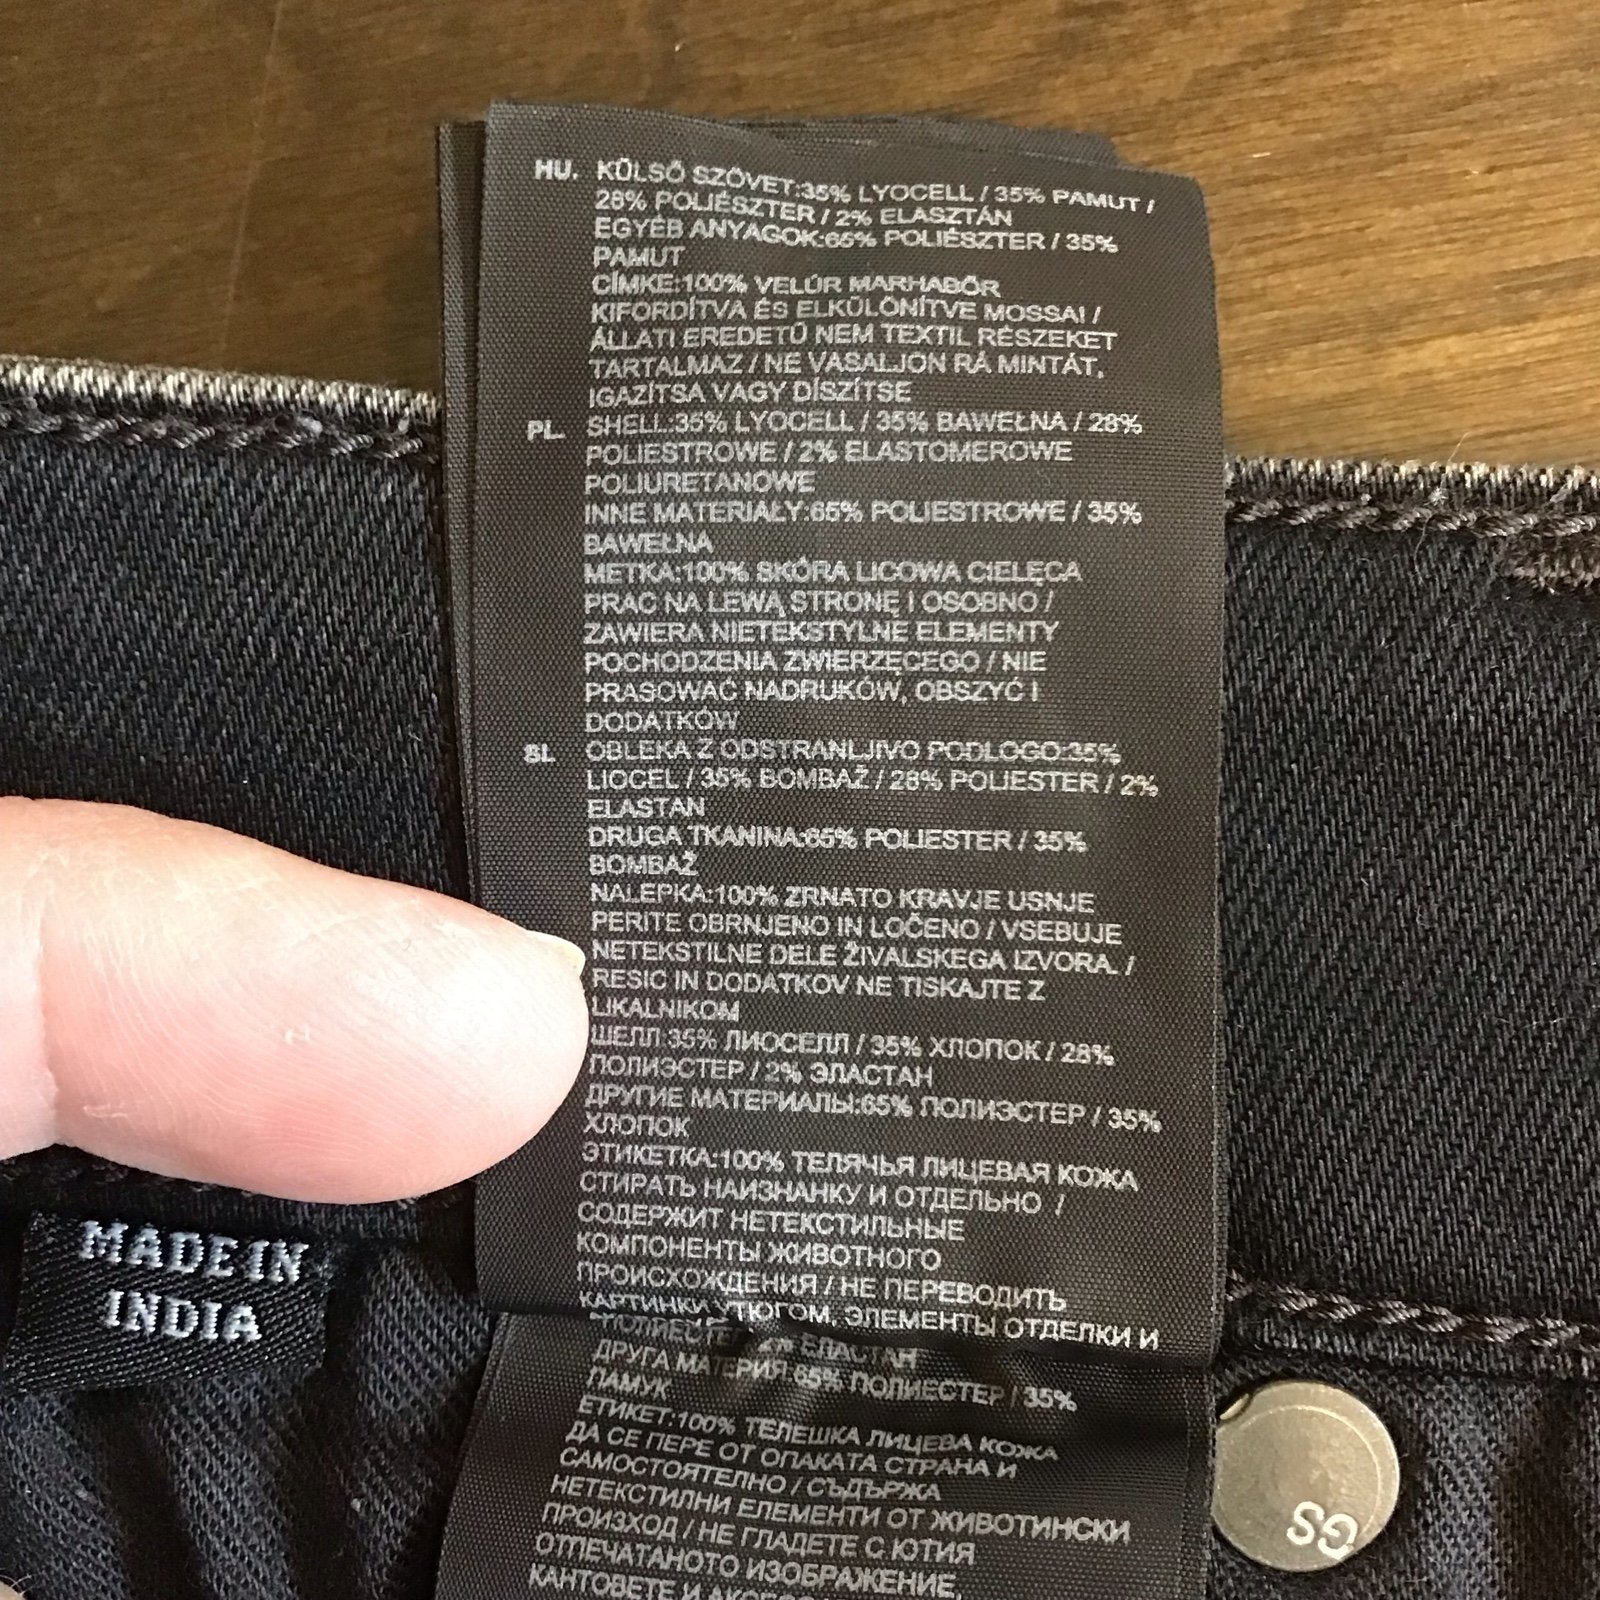 HU. KÜLSŐ SZÖVET:35% LYOCELL / 35% PAMUT /
28% POLIÉSZTER / 2% ELASZTÁN
EGYÉB ANYAGOK:65% POLIÉSZTER / 35%
PAMUT
CÍMKE:100% VELÚR MARHABŐR
KIFORDÍTVA ÉS ELKÜLÖNÍTVE MOSSA! /
ÁLLATI EREDETŰ NEM TEXTIL RÉSZEKET
TARTALMAZ / NE VASALJON RÁ MINTÁT,
IGAZÍTSA VAGY DÍSZÍTSE
PL. SHELL:35% LYOCELL / 35% BAWEŁNA / 28%
POLIESTROWE / 2% ELASTOMEROWE
POLIURETANOWE
INNE MATERIAŁY:65% POLIESTROWE / 35%
BAWEŁNA
METKA:100% SKÓRA LICOWA CIELĘCA
PRAĆ NA LEWĄ STRONĘ I OSOBNO /
ZAWIERA NIETEKSTYLNE ELEMENTY
POCHODZENIA ZWIERZĘCEGO / NIE
PRASOWAĆ NADRUKÓW, OBSZYĆ I
DODATKÓW
SL OBLEKA Z ODSTRANLJIVO PODLOGO:35%
LIOCEL / 35% BOMBAŽ / 28% POLIESTER / 2%
ELASTAN
DRUGA TKANINA:65% POLIESTER / 35%
BOMBAŽ
NALEPKA:100% ZRNATO KRAVJE USNJE
PERITE OBRNJENO IN LOČENO / VSEBUJE
NETEKSTILNE DELE ŽIVALSKEGA IZVORA. /
RESIC IN DODATKOV NE TISKAJTE Z
LIKALNIKOM
ШЕЛЛ:35% ЛИОСЕЛЛ / 35% ХЛОПОК / 28%
ПОЛИЭСТЕР / 2% ЭЛАСТАН
ДРУГИЕ МАТЕРИАЛЫ:65% ПОЛИЭСТЕР / 35%
ХЛОПОК
ЭТИКЕТКА:100% ТЕЛЯЧЬЯ ЛИЦЕВАЯ КОЖА
СТИРАТЬ НАИЗНАНКУ И ОТДЕЛЬНО /
СОДЕРЖИТ НЕТЕКСТИЛЬНЫЕ
КОМПОНЕНТЫ ЖИВОТНОГО
ПРОИСХОЖДЕНИЯ / НЕ ПЕРЕВОДИТЬ
КАРТИНКИ УТЮГОМ, ЭЛЕМЕНТЫ ОТДЕЛКИ И
2% ЕЛАСТАН
ДРУГА МАТЕРИЯ:65% ПОЛИЕСТЕР / 35%
ПАМУК
ЕТИКЕТ:100% ТЕЛЕШКА ЛИЦЕВА КОЖА
ДА СЕ ПЕРЕ ОТ ОПАКАТА СТРАНА И
САМОСТОЯТЕЛНО / СЪДЪРЖА
НЕТЕКСТИЛНИ ЕЛЕМЕНТИ ОТ ЖИВОТИНСКИ
ПРОИЗХОД / НЕ ГЛАДЕТЕ С ЮТИЯ
ОТПЕЧАТАНОТО ИЗОБРАЖЕНИЕ,
КАНТОВЕТЕ И
MADE IN
INDIA
GS